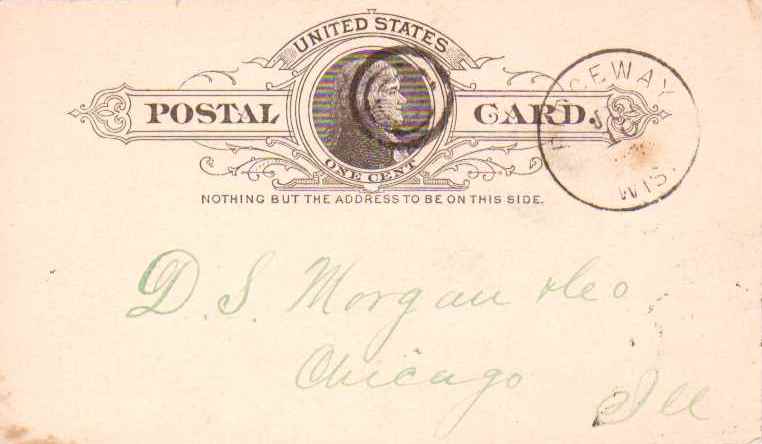 UNITED STATES
POSTAL CARD.
ONE CENT
NOTHING BUT THE ADDRESS TO BE ON THIS SIDE.
WIS.
D. S. Morgan & Co
Chicago
Ill